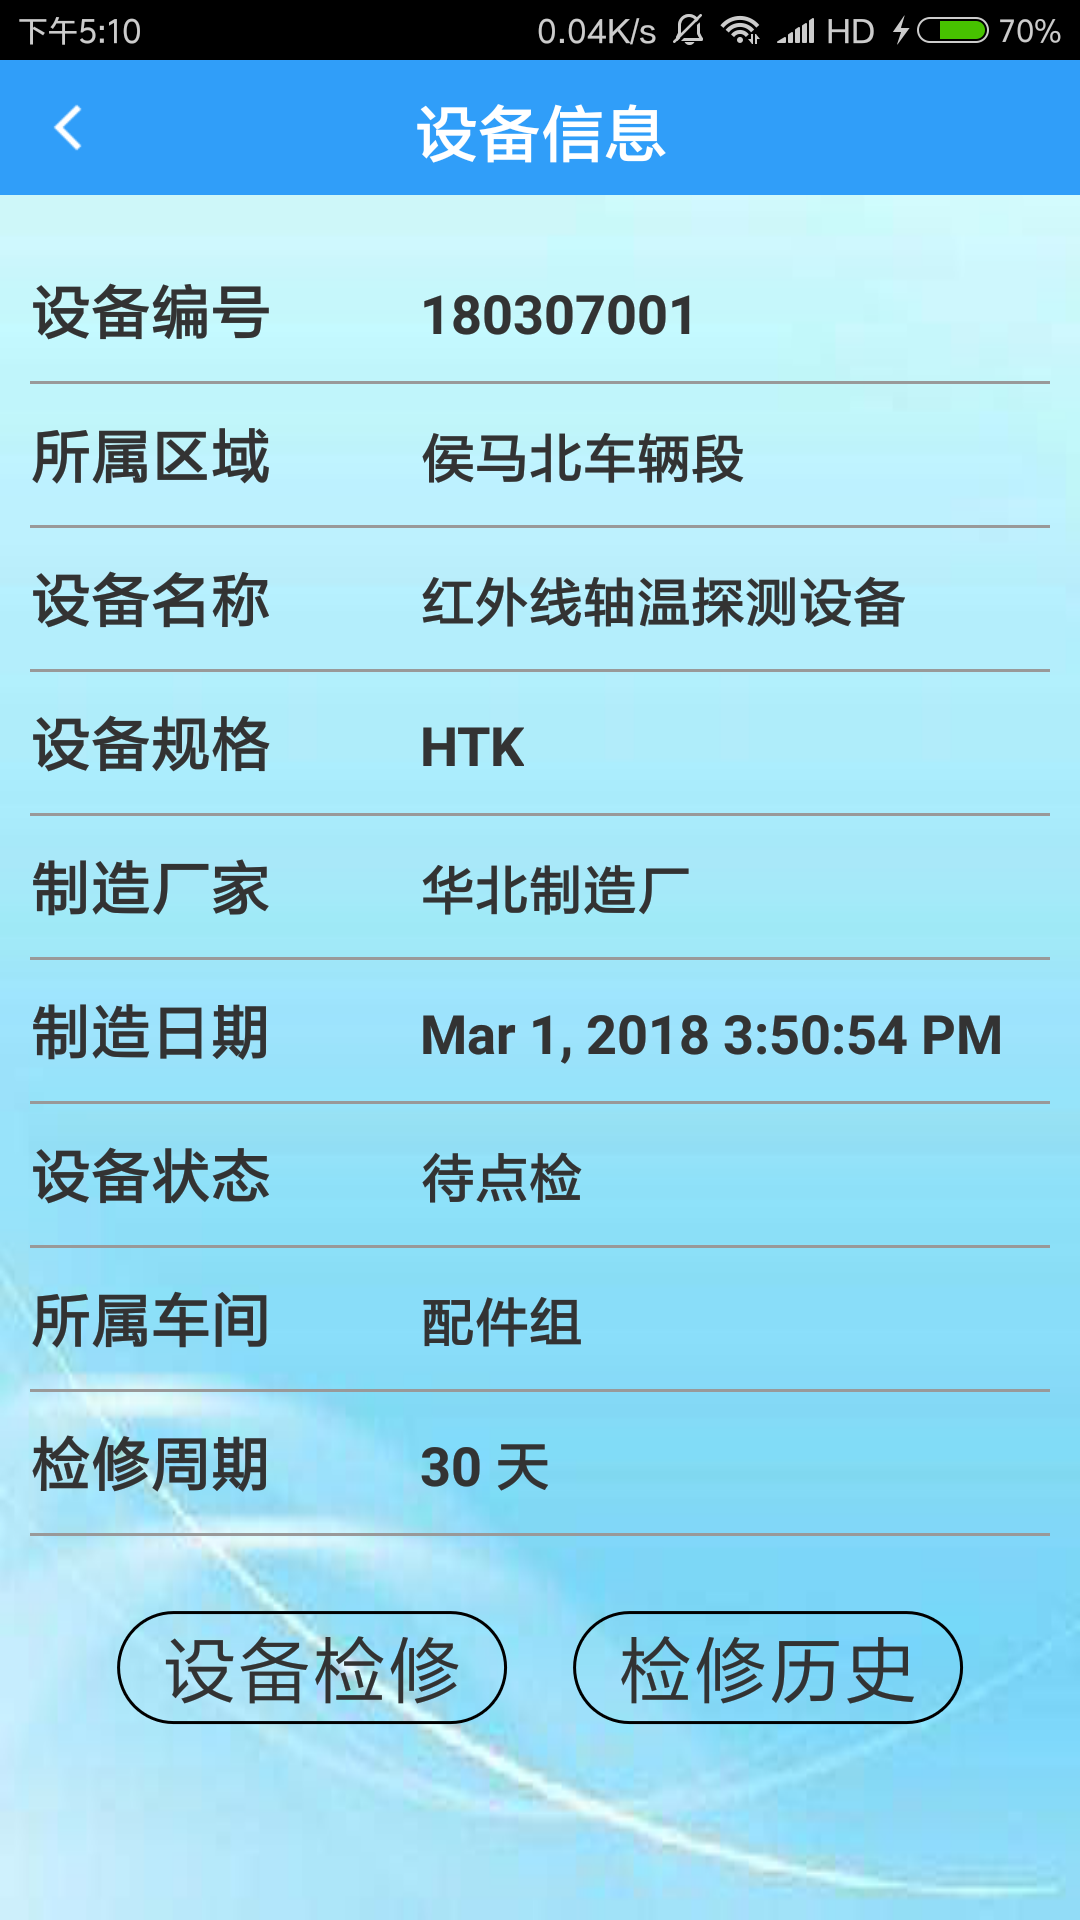 下午5:10 0.04K/s HD 70%
设备信息
设备编号 180307001
所属区域 侯马北车辆段
设备名称 红外线轴温探测设备
设备规格 HTK
制造厂家 华北制造厂
制造日期 Mar 1, 2018 3:50:54 PM
设备状态 待点检
所属车间 配件组
检修周期 30 天
设备检修 检修历史